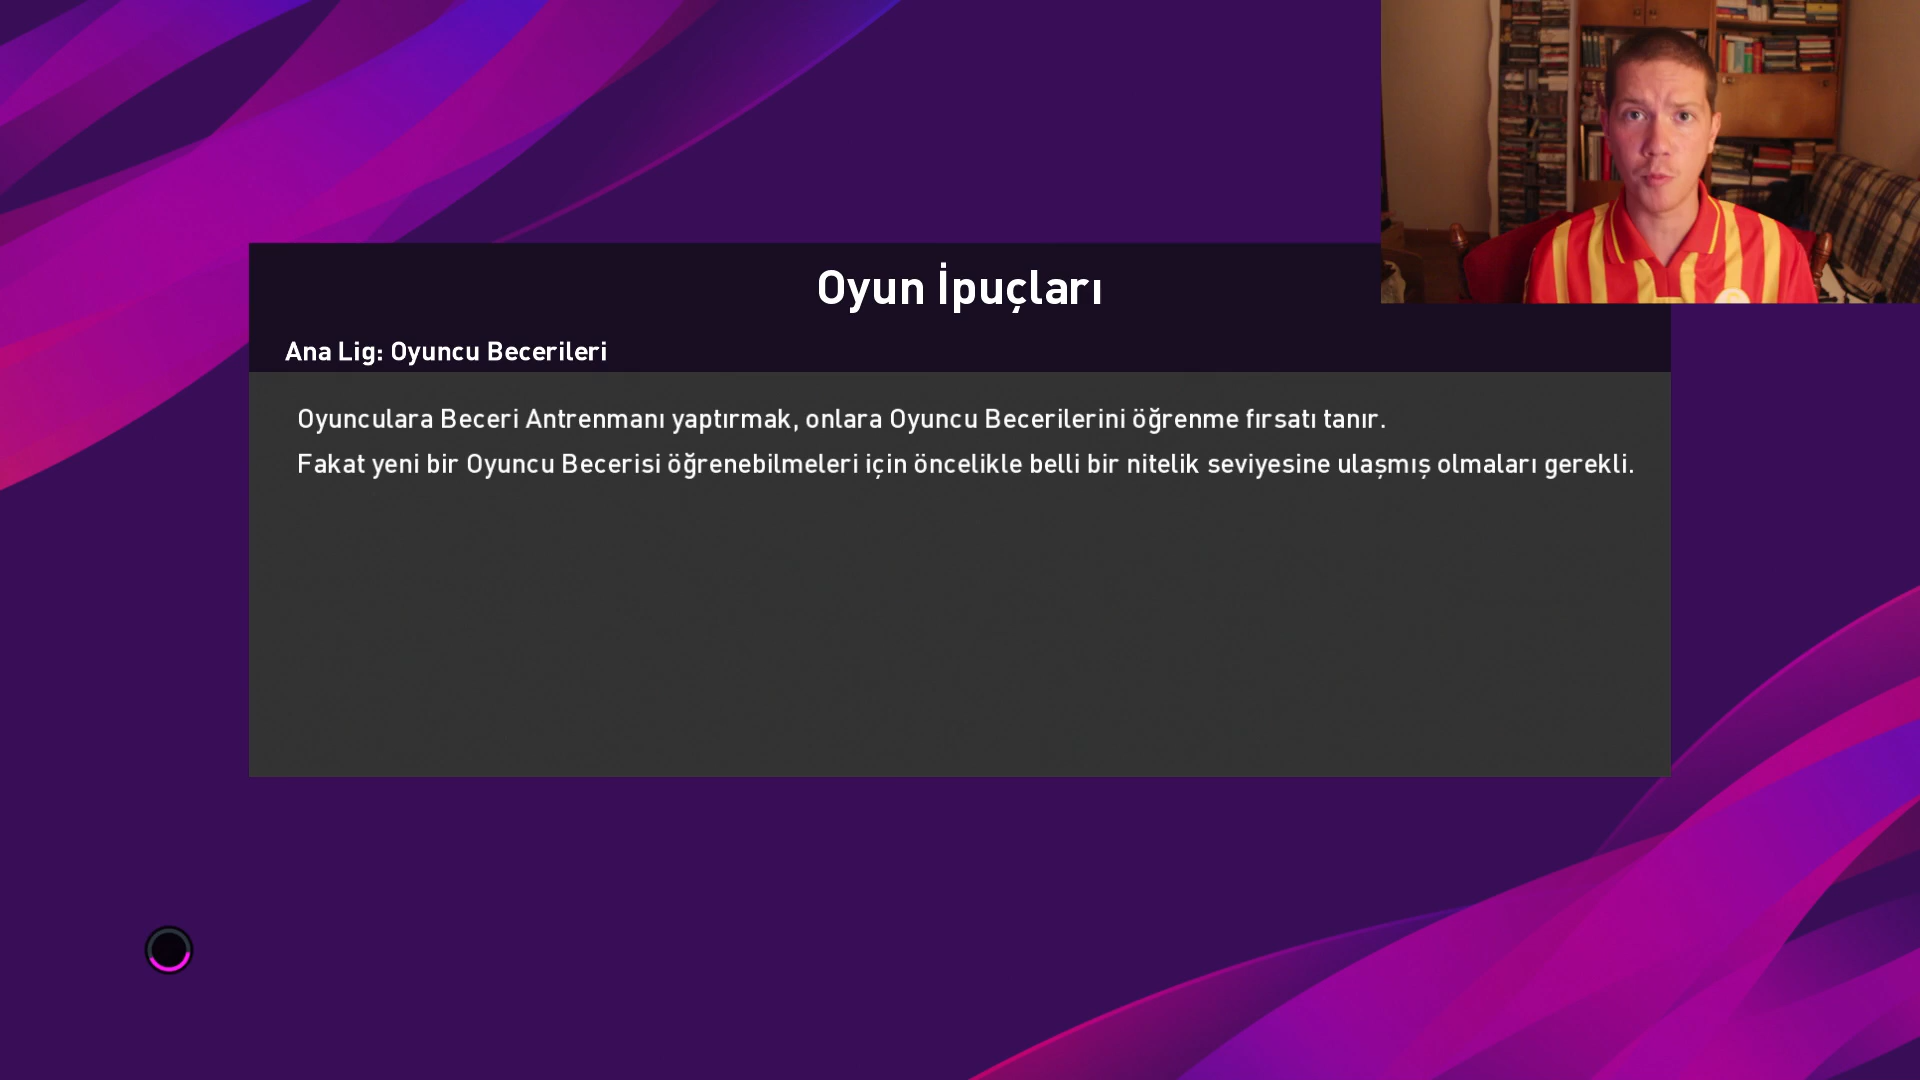 Oyun İpuçları
Ana Lig: Oyuncu Becerileri
Oyunculara Beceri Antrenmanı yaptırmak, onlara Oyuncu Becerilerini öğrenme fırsatı tanır.
Fakat yeni bir Oyuncu Becerisi öğrenebilmeleri için öncelikle belli bir nitelik seviyesine ulaşmış olmaları gerekli.